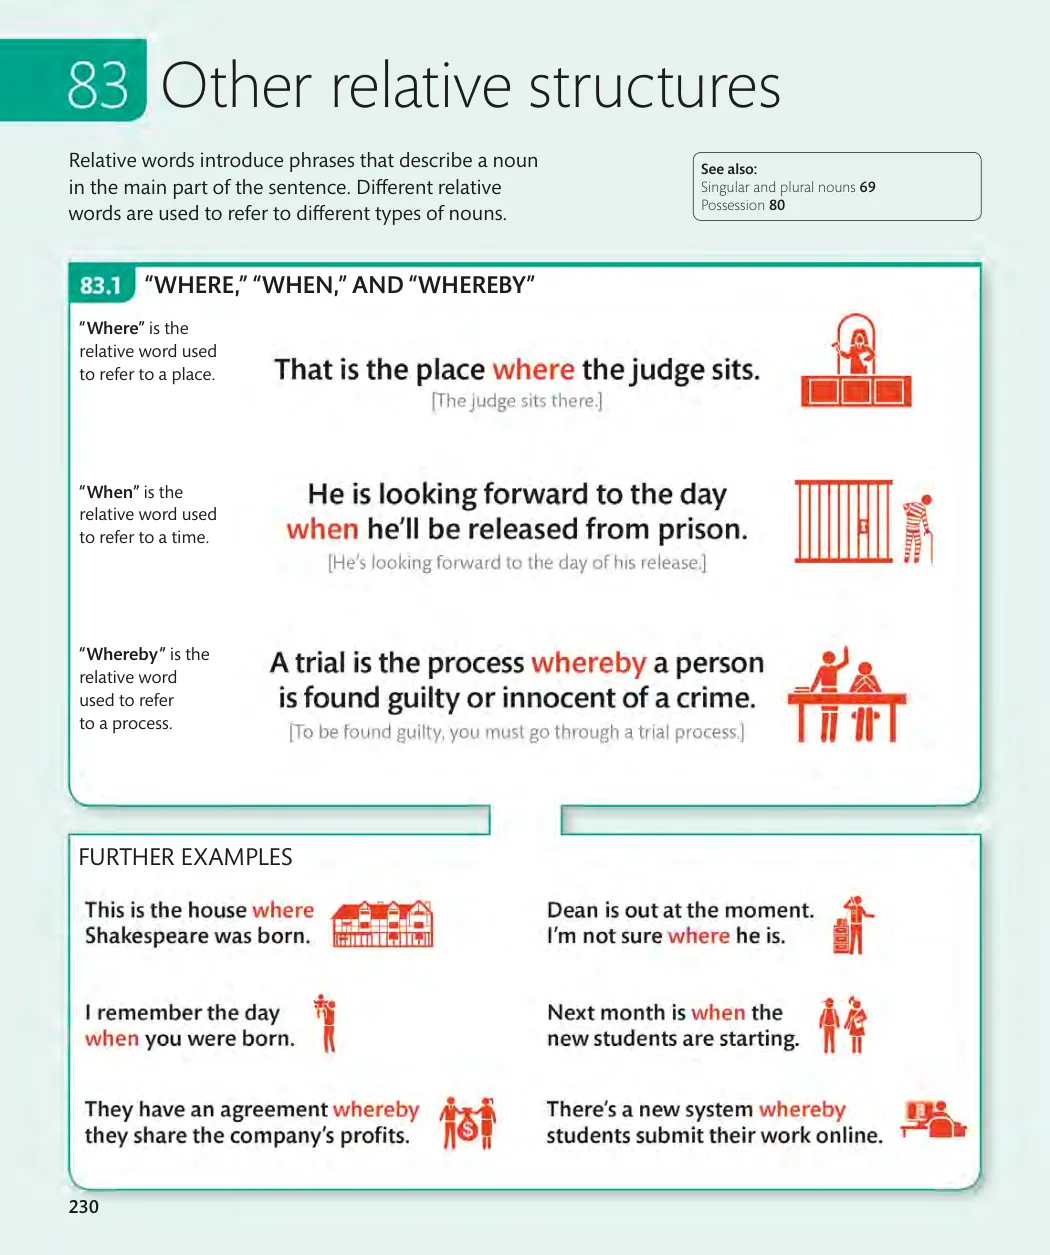 83 Other relative structures
Relative words introduce phrases that describe a noun
in the main part of the sentence. Different relative
words are used to refer to different types of nouns.
See also:
Singular and plural nouns 69
Possession 80
83.1 “WHERE,” “WHEN,” AND “WHEREBY”
“Where” is the
relative word used
to refer to a place.
That is the place where the judge sits.
[The judge sits there.]
“When” is the
relative word used
to refer to a time.
He is looking forward to the day
when he’ll be released from prison.
[He’s looking forward to the day of his release.]
“Whereby” is the
relative word
used to refer
to a process.
A trial is the process whereby a person
is found guilty or innocent of a crime.
[To be found guilty, you must go through a trial process.]
FURTHER EXAMPLES
This is the house where
Shakespeare was born.
Dean is out at the moment.
I’m not sure where he is.
I remember the day
when you were born.
Next month is when the
new students are starting.
They have an agreement whereby
they share the company’s profits.
$
There’s a new system whereby
students submit their work online.
230